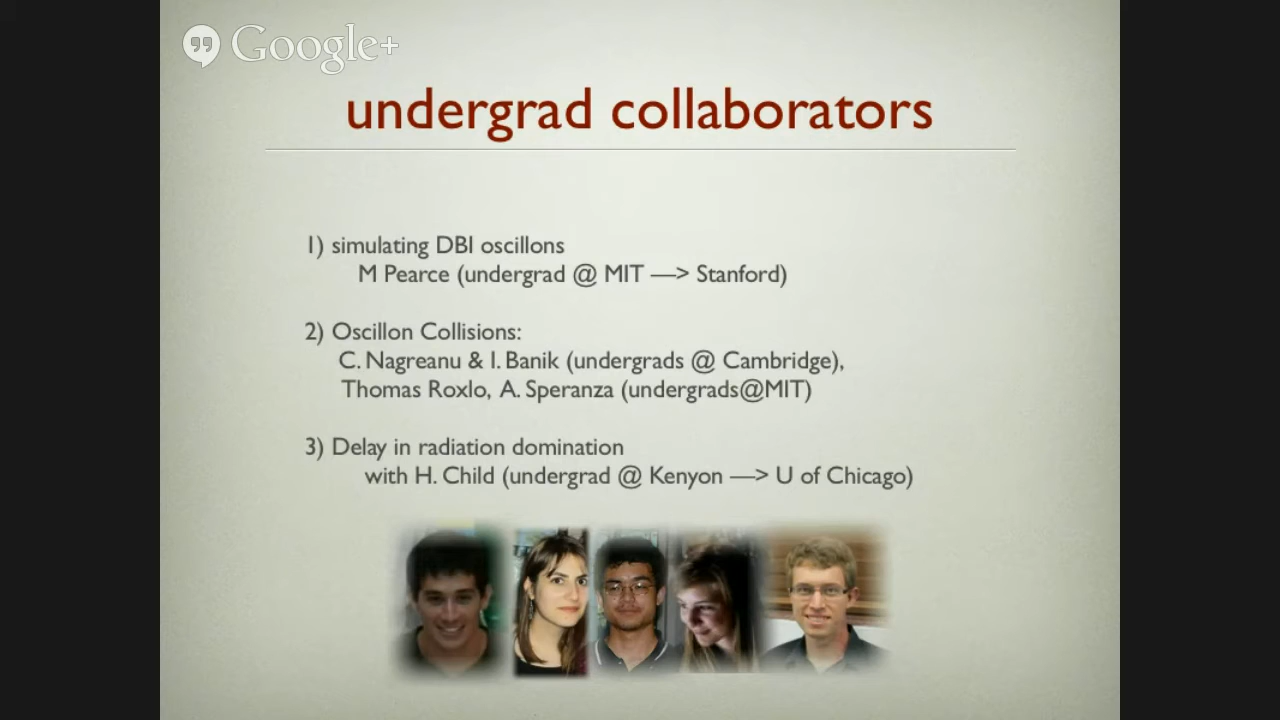 Google+
undergrad collaborators
1) simulating DBI oscillons
M Pearce (undergrad @ MIT —> Stanford)
2) Oscillon Collisions:
C. Nagreanu & I. Banik (undergrads @ Cambridge),
Thomas Roxlo, A. Speranza (undergrads@MIT)
3) Delay in radiation domination
with H. Child (undergrad @ Kenyon —> U of Chicago)